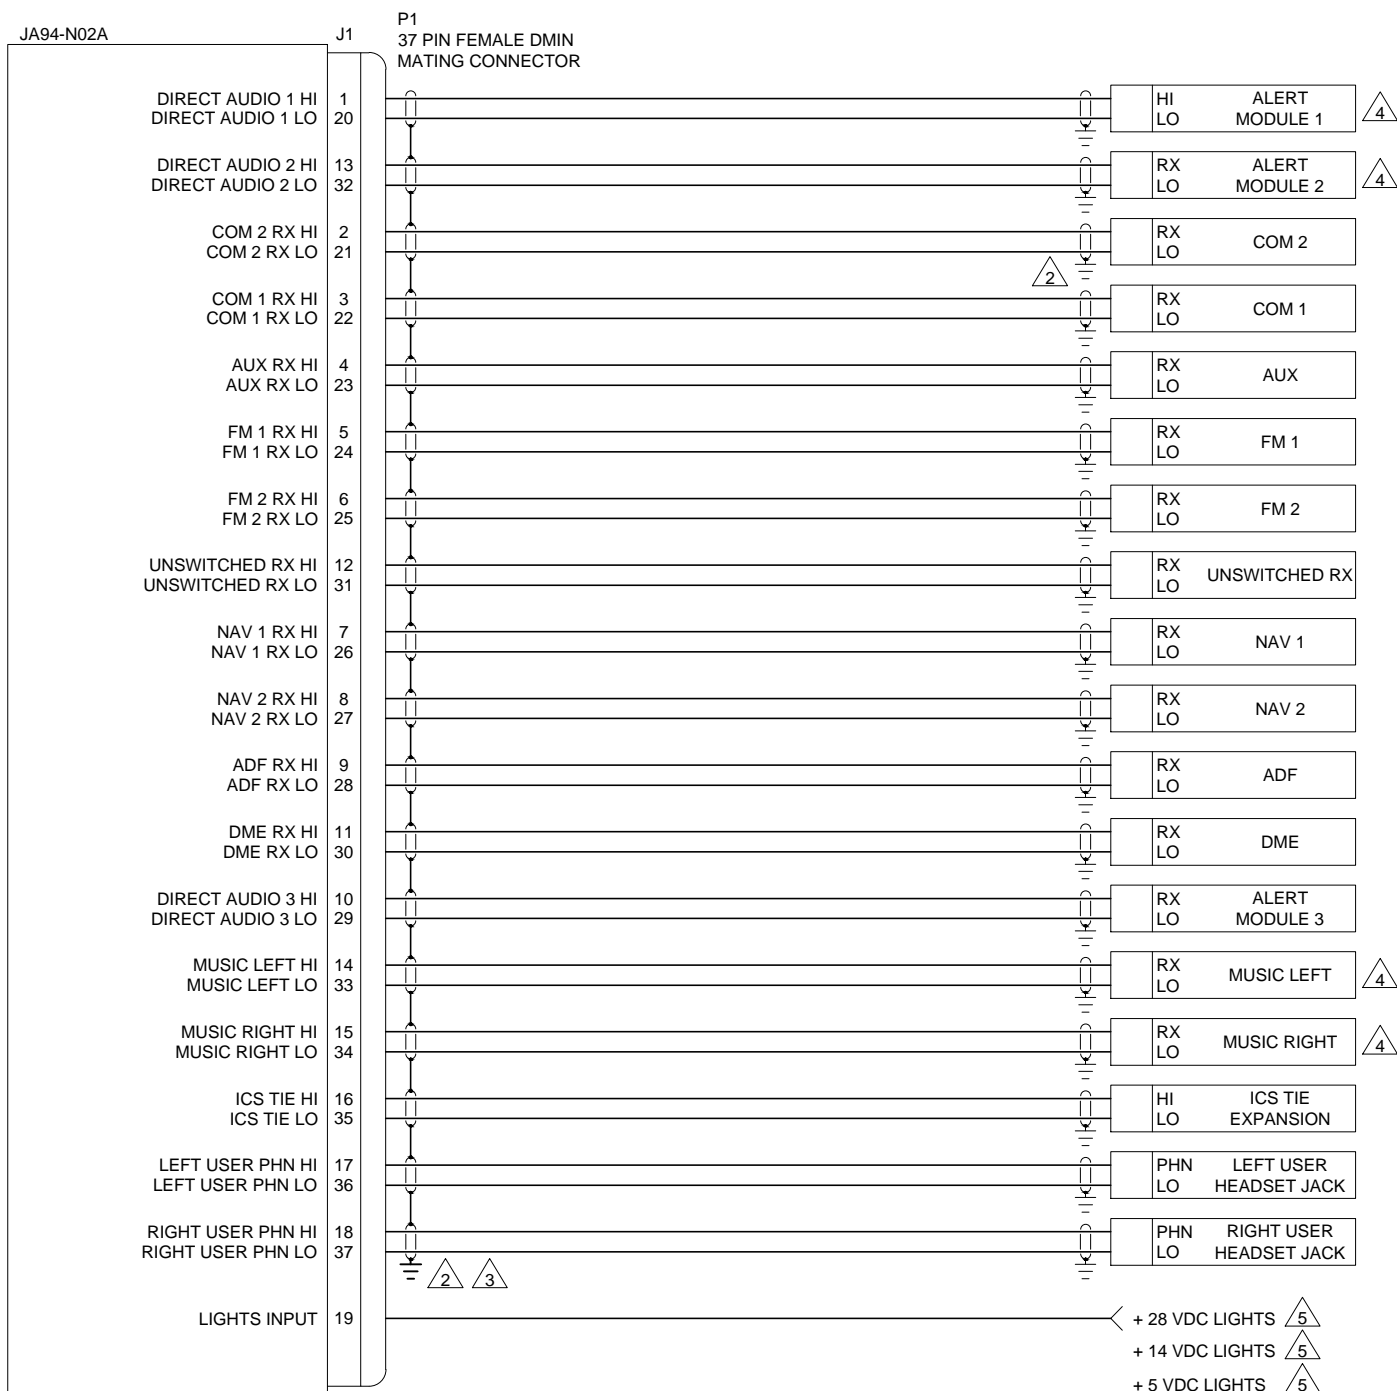 JA94-N02A
J1
P1
37 PIN FEMALE DMIN
MATING CONNECTOR
DIRECT AUDIO 1 HI 1 HI ALERT
DIRECT AUDIO 1 LO 20 LO MODULE 1 4
DIRECT AUDIO 2 HI 13 RX ALERT
DIRECT AUDIO 2 LO 32 LO MODULE 2 4
COM 2 RX HI 2 RX
COM 2
COM 2 RX LO 21 LO
2
COM 1 RX HI 3 RX
COM 1
COM 1 RX LO 22 LO
AUX RX HI 4 RX
AUX
AUX RX LO 23 LO
FM 1 RX HI 5 RX
FM 1
FM 1 RX LO 24 LO
FM 2 RX HI 6 RX
FM 2
FM 2 RX LO 25 LO
UNSWITCHED RX HI 12 RX
UNSWITCHED RX
UNSWITCHED RX LO 31 LO
NAV 1 RX HI 7 RX
NAV 1
NAV 1 RX LO 26 LO
NAV 2 RX HI 8 RX
NAV 2
NAV 2 RX LO 27 LO
ADF RX HI 9 RX
ADF
ADF RX LO 28 LO
DME RX HI 11 RX
DME
DME RX LO 30 LO
DIRECT AUDIO 3 HI 10 RX ALERT
DIRECT AUDIO 3 LO 29 LO MODULE 3
MUSIC LEFT HI 14 RX
MUSIC LEFT 4
MUSIC LEFT LO 33 LO
MUSIC RIGHT HI 15 RX
MUSIC RIGHT 4
MUSIC RIGHT LO 34 LO
ICS TIE HI 16 HI ICS TIE
ICS TIE LO 35 LO EXPANSION
LEFT USER PHN HI 17 PHN LEFT USER
LEFT USER PHN LO 36 LO HEADSET JACK
RIGHT USER PHN HI 18 PHN RIGHT USER
RIGHT USER PHN LO 37 LO HEADSET JACK
2 3
LIGHTS INPUT 19 + 28 VDC LIGHTS 5
+ 14 VDC LIGHTS 5
+ 5 VDC LIGHTS 5